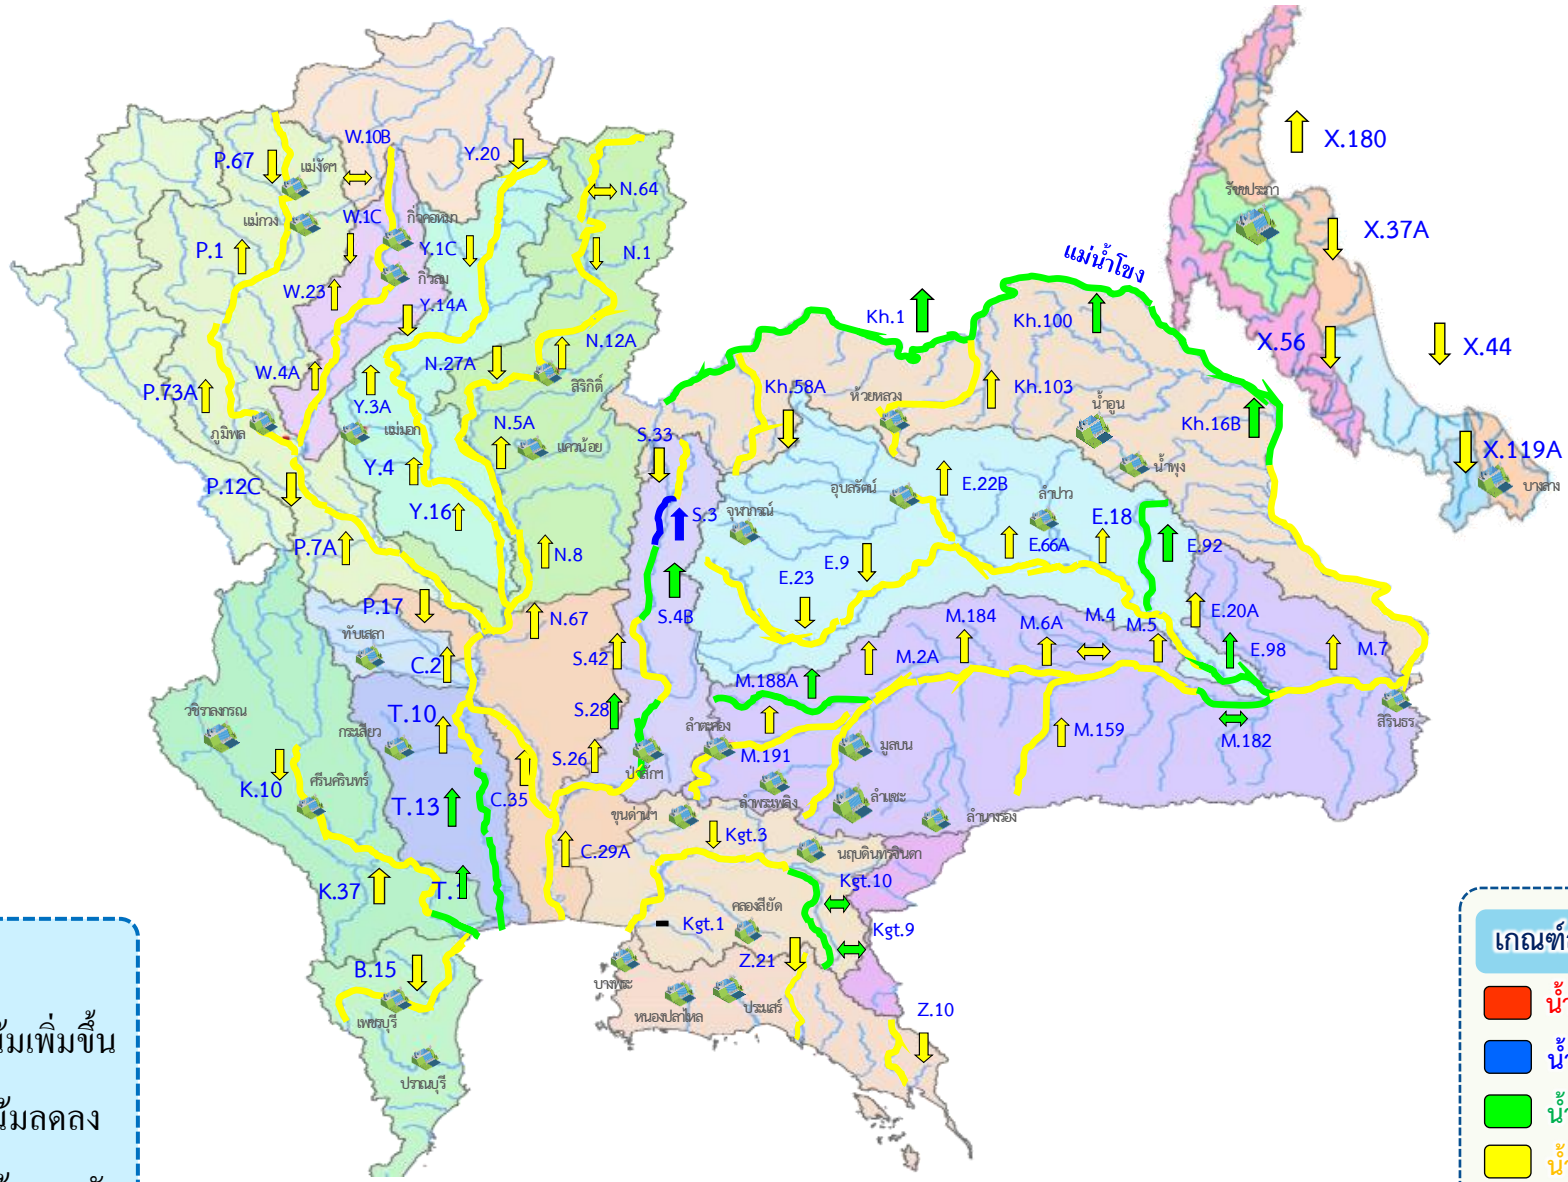 X.180
P.67
W.10B
Y.20
แม่งัดฯ
N.64
รัชชประภา
แม่กวง
W.1C
กิ่วคอหมา
X.37A
P.1
Y.1C
N.1
แม่น้ำโขง
กิ่วลม
W.23
Y.14A
Kh.1
Kh.100
X.56
X.44
N.12A
N.27A
W.4A
สิริกิติ์
P.73A
Kh.58A
ห้วยหลวง
Kh.103
Y.3A
น้ำอูน
ภูมิพล
แม่มอก
N.5A
แควน้อย
S.33
Kh.16B
X.119A
Y.4
น้ำพุง
P.12C
อุบลรัตน์
E.22B
ลำปาว
บางลาง
Y.16
จุฬาภรณ์
S.3
E.18
P.7A
N.8
E.9
E.66A
E.92
E.23
P.17
N.67
S.4B
M.184
M.6A
M.4
M.5
E.20A
ทับเสลา
C.2
S.42
M.2A
E.98
M.7
M.188A
วชิราลงกรณ
T.10
S.28
ลำตะคอง
กระเสียว
มูลบน
M.159
M.182
สิรินธร
S.26
ป่าสักฯ
M.191
K.10
ศรีนครินทร์
T.13
C.35
ลำพระเพลิง
ลำแชะ
ลำนางรอง
ขุนด่านฯ
Kgt.3
C.29A
นฤบดินทรจินดา
K.37
T.1
Kgt.10
คลองสียัด
Kgt.1
Kgt.9
เกณฑ์
B.15
Z.21
บางพระ
เพชรบุรี
หนองปลาไหล
ประแสร์
Z.10
น้ำ
น้มเพิ่มขึ้น
น้ำ
ปราณบุรี
น้มลดลง
น้ำ
น้ำ